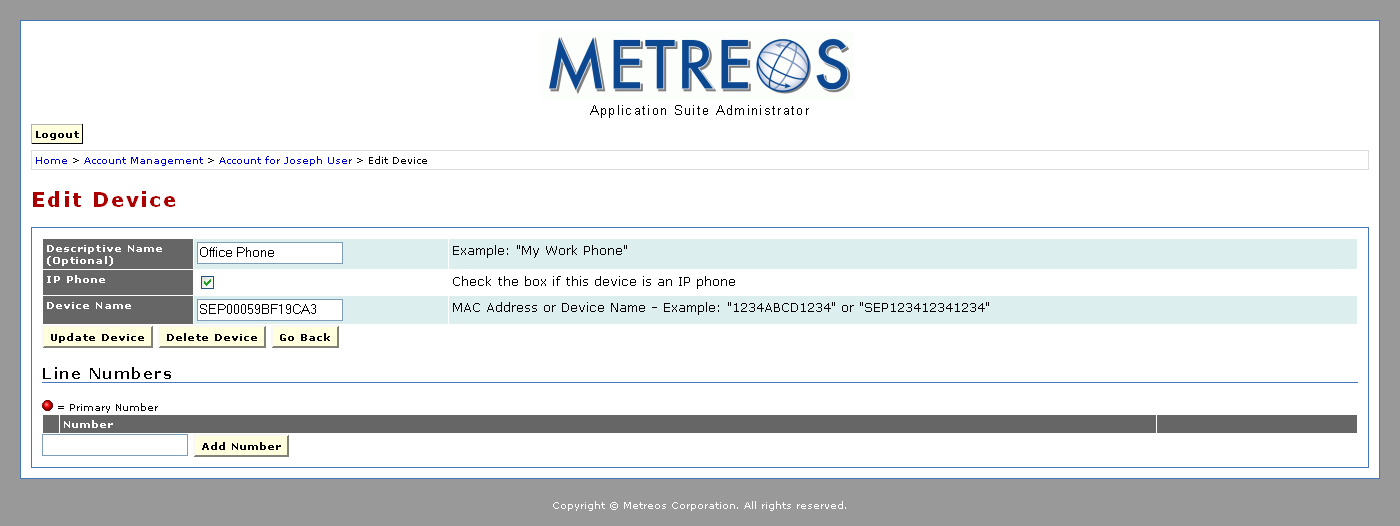 METREOS
Application Suite Administrator
Logout
Home > Account Management > Account for Joseph User > Edit Device
Edit Device
Descriptive Name (Optional) Office Phone Example: "My Work Phone"
IP Phone Check the box if this device is an IP phone
Device Name SEP00059BF19CA3 MAC Address or Device Name – Example: "1234ABCD1234" or "SEP123412341234"
Update Device Delete Device Go Back
Line Numbers
= Primary Number
Number
Add Number
Copyright © Metreos Corporation. All rights reserved.